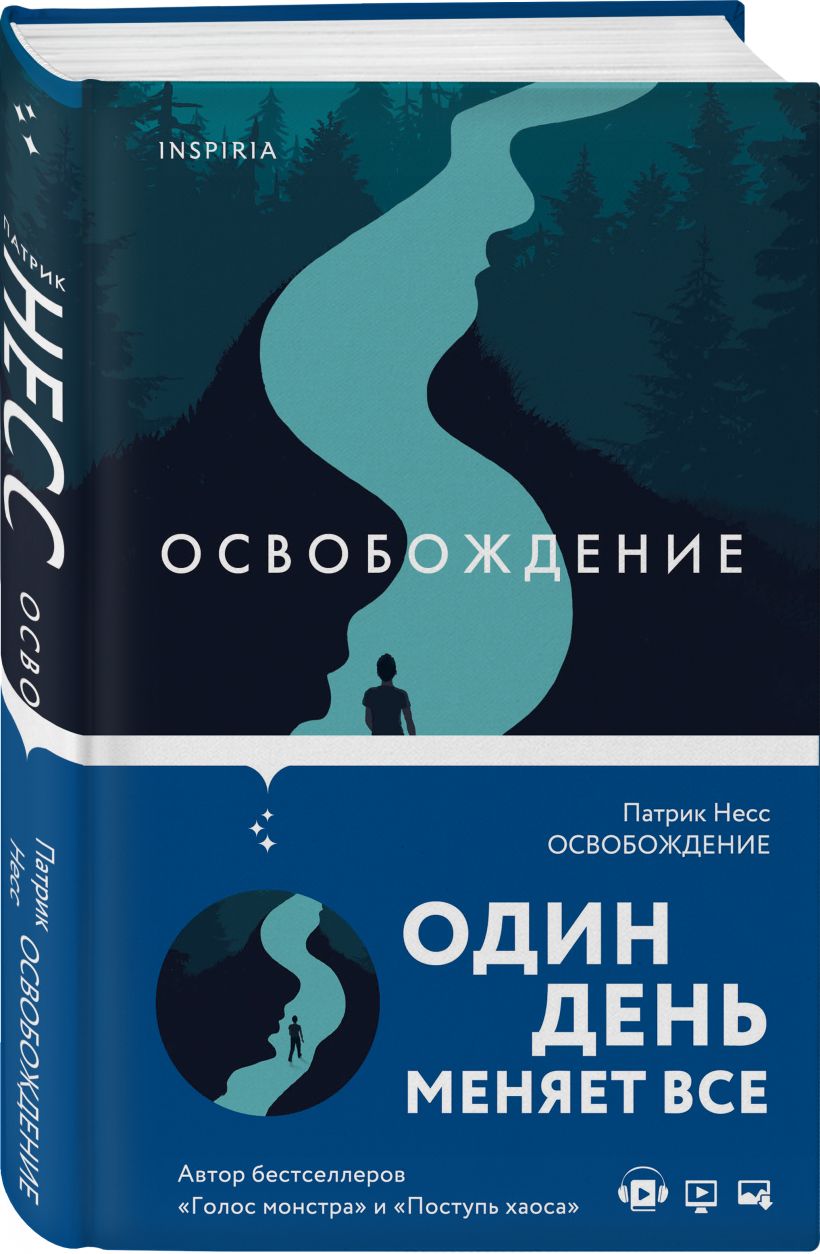 INSPIRIA
ОСВОБОЖДЕНИЕ
Патрик Несс
ОСВОБОЖДЕНИЕ
ОДИН
ДЕНЬ
МЕНЯЕТ ВСЕ
Автор бестселлеров
«Голос монстра» и «Поступь хаоса»
ПАТРИК
НЕСС
ОСВО
Патрик
Несс
ОСВОБОЖДЕНИЕ